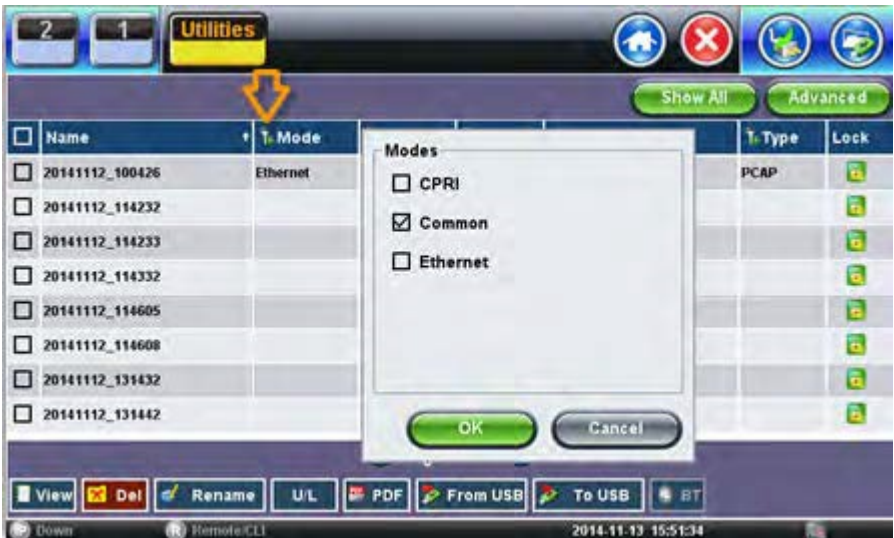 2 1 Utilities
Show All Advanced
Name Mode Type Lock
Modes
CPRI
Common
Ethernet
OK Cancel
20141112_100426 Ethernet PCAP
20141112_114232
20141112_114233
20141112_114332
20141112_114605
20141112_114608
20141112_131432
20141112_131442
View Del Rename U/L PDF From USB To USB BT
IP Down R Remote/CLI 2014-11-13 15:51:34